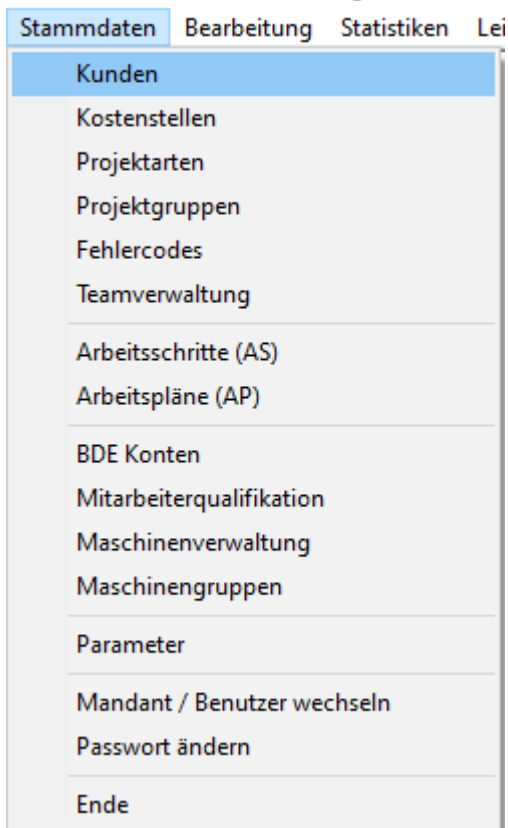 Stammdaten Bearbeitung Statistiken
Kunden
Kostenstellen
Projektarten
Projektgruppen
Fehlercodes
Teamverwaltung
Arbeitsschritte (AS)
Arbeitspläne (AP)
BDE Konten
Mitarbeiterqualifikation
Maschinenverwaltung
Maschinengruppen
Parameter
Mandant / Benutzer wechseln
Passwort ändern
Ende